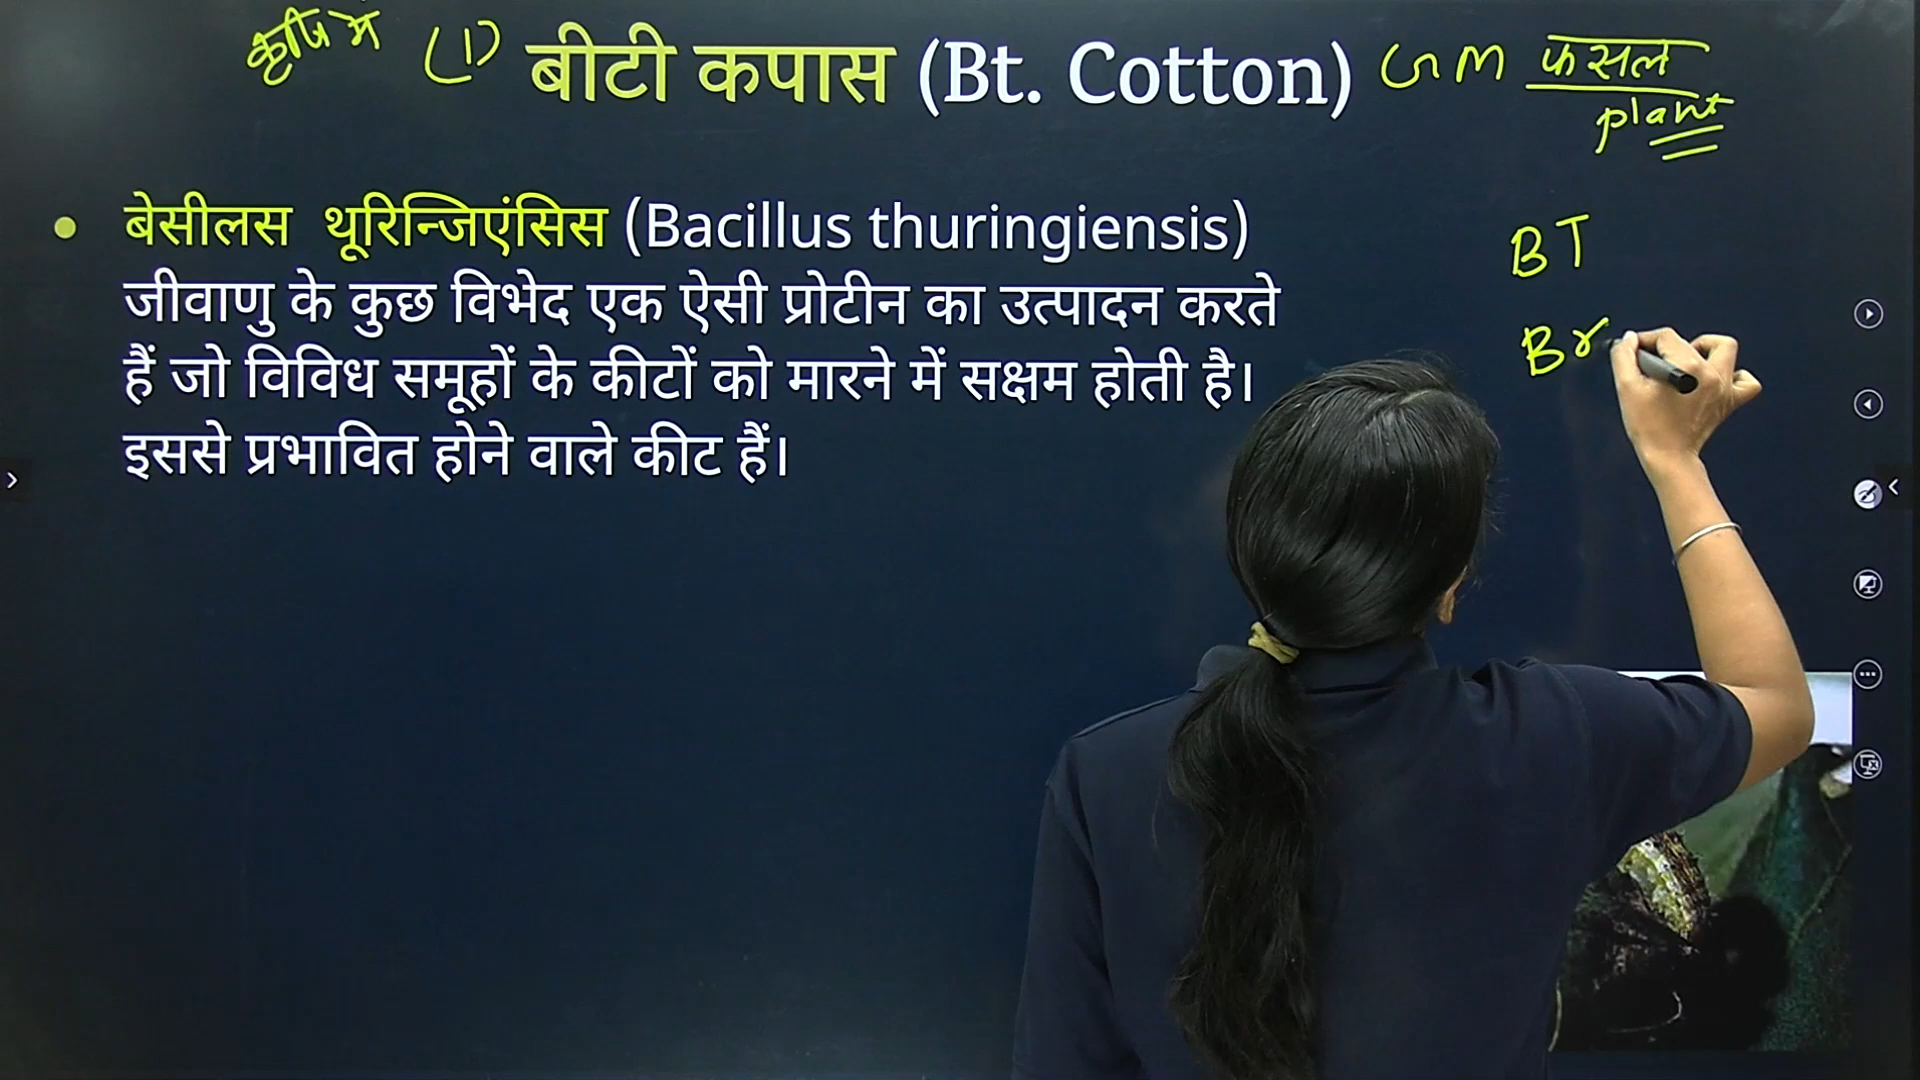 कृषि में (1) बीटी कपास (Bt. Cotton) GM फसल
plant
बेसीलस थूरिन्जिएंसिस (Bacillus thuringiensis)
जीवाणु के कुछ विभेद एक ऐसी प्रोटीन का उत्पादन करते
हैं जो विविध समूहों के कीटों को मारने में सक्षम होती है।
इससे प्रभावित होने वाले कीट हैं।
BT
Br